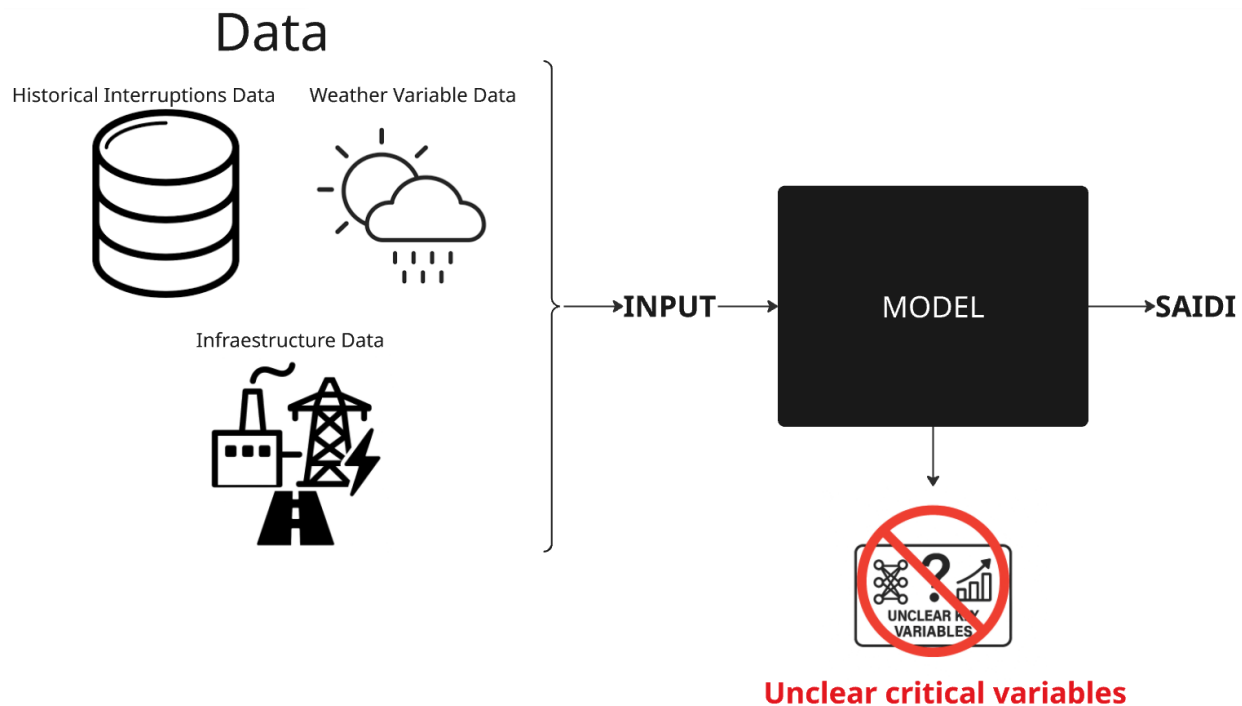 Data
Historical Interruptions Data
Weather Variable Data
Infraestructure Data
INPUT
MODEL
SAIDI
?
UNCLEAR
VARIABLES
Unclear critical variables